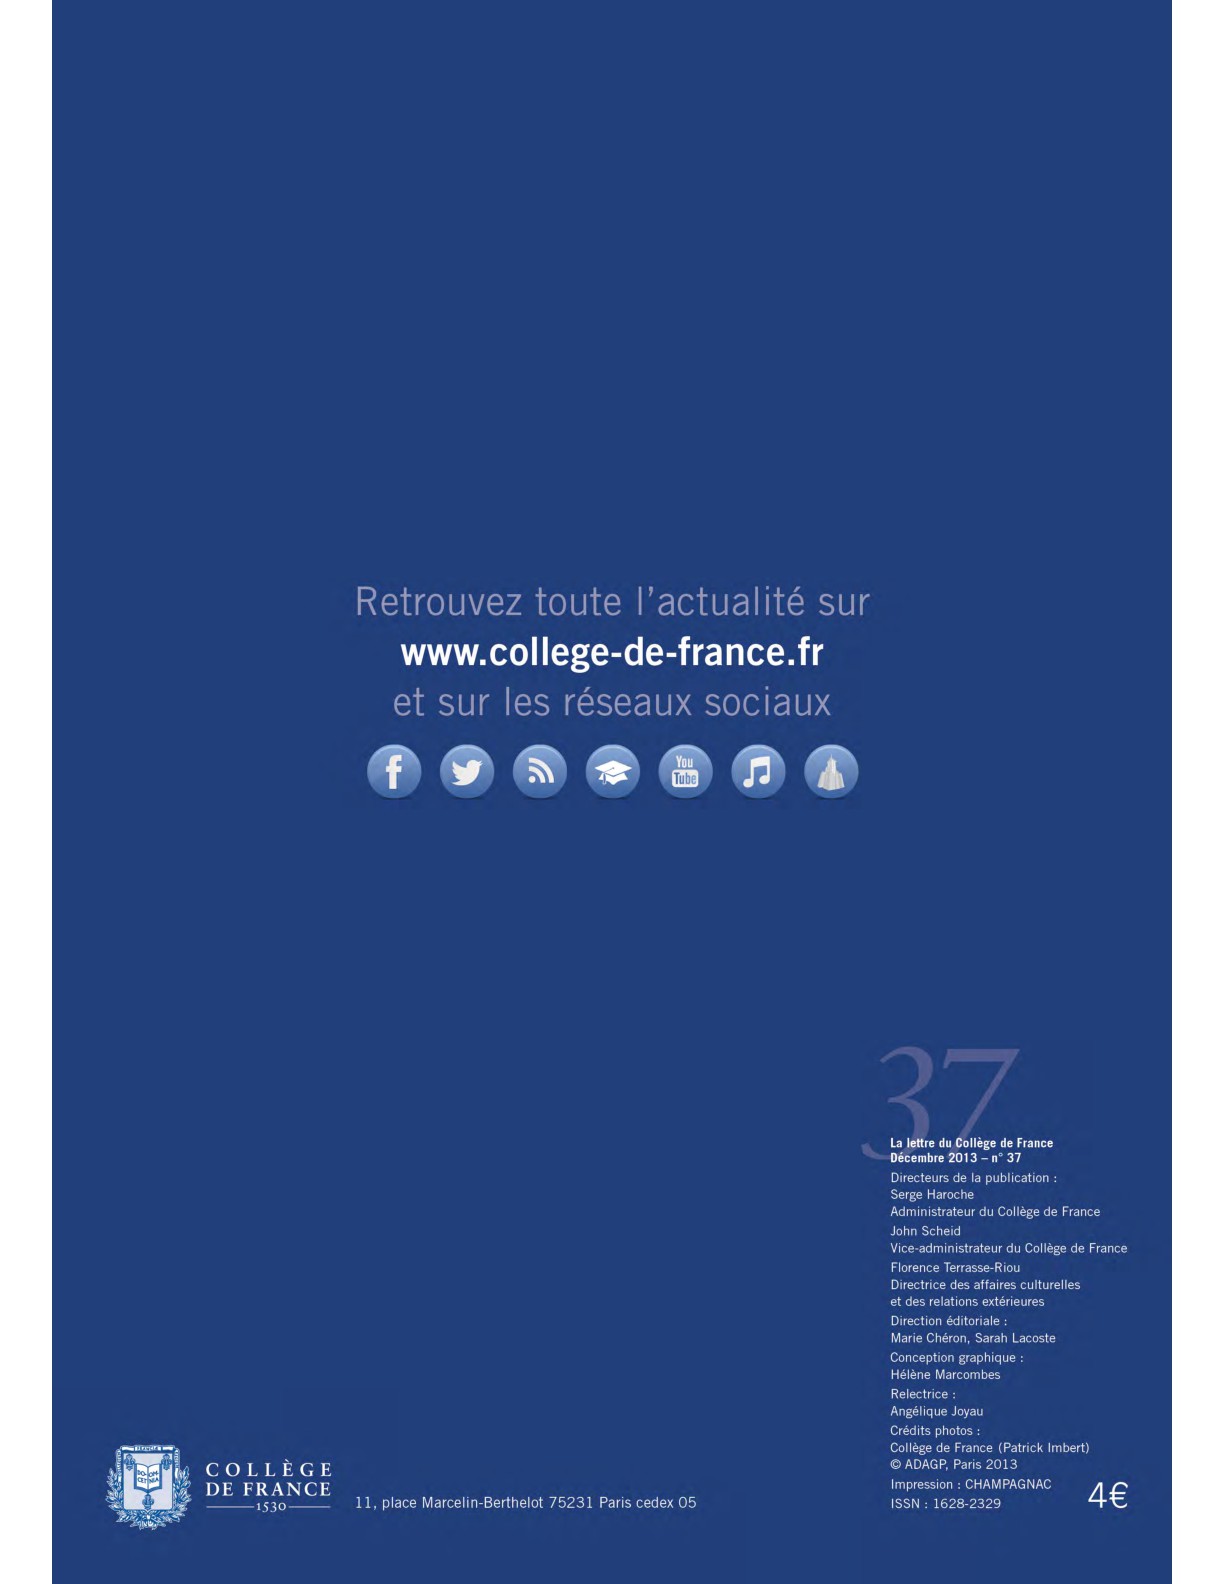 Retrouvez toute l'actualité sur
www.college-de-france.fr
et sur les réseaux sociaux
You
Tube
37
La lettre du Collège de France
Décembre 2013 – n° 37
Directeurs de la publication :
Serge Haroche
Administrateur du Collège de France
John Scheid
Vice-administrateur du Collège de France
Florence Terrasse-Riou
Directrice des affaires culturelles
et des relations extérieures
Direction éditoriale :
Marie Chéron, Sarah Lacoste
Conception graphique :
Hélène Marcombes
Relectrice :
Angélique Joyau
Crédits photos :
Collège de France (Patrick Imbert)
© ADAGP, Paris 2013
Impression : CHAMPAGNAC
ISSN : 1628-2329
4€
COLLÈGE
DE FRANCE
1530
11, place Marcelin-Berthelot 75231 Paris cedex 05